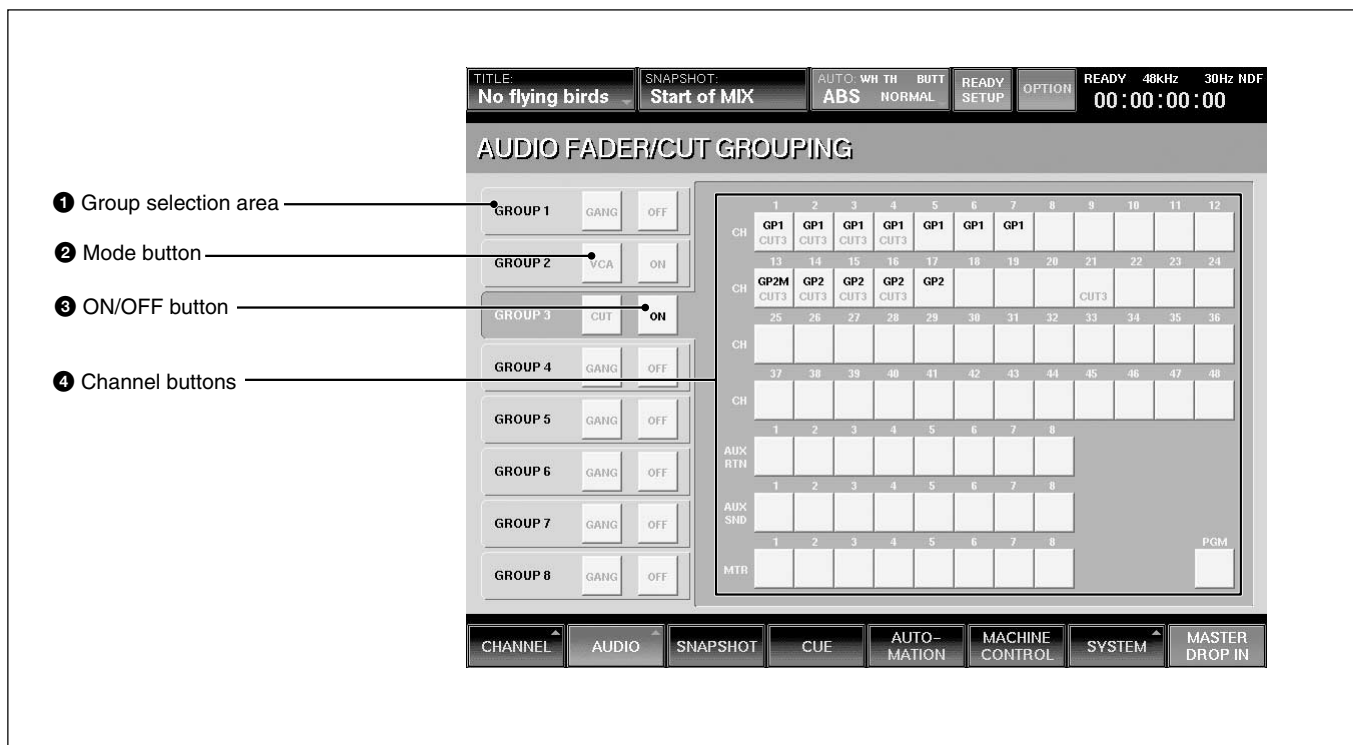 TITLE: SNAPSHOT: AUTO: WH TH BUTT READY OPTION READY 48kHz 30Hz NDF
No flying birds Start of MIX ABS NORMAL SETUP 00:00:00:00
AUDIO FADER/CUT GROUPING
❶ Group selection area
❷ Mode button
❸ ON/OFF button
❹ Channel buttons
GROUP 1 GANG OFF
GROUP 2 VCA ON
GROUP 3 CUT ON
GROUP 4 GANG OFF
GROUP 5 GANG OFF
GROUP 6 GANG OFF
GROUP 7 GANG OFF
GROUP 8 GANG OFF
1 2 3 4 5 6 7 8 9 10 11 12
CH GP1 GP1 GP1 GP1 GP1 GP1 GP1
CUT3 CUT3 CUT3 CUT3
13 14 15 16 17 18 19 20 21 22 23 24
CH GP2M GP2 GP2 GP2 GP2
CUT3 CUT3 CUT3 CUT3 CUT3
25 26 27 28 29 30 31 32 33 34 35 36
CH
37 38 39 40 41 42 43 44 45 46 47 48
CH
1 2 3 4 5 6 7 8
AUX
RTN
1 2 3 4 5 6 7 8
AUX
SND
1 2 3 4 5 6 7 8 PGM
MTR
CHANNEL AUDIO SNAPSHOT CUE AUTO– MACHINE SYSTEM MASTER
MATION CONTROL DROP IN